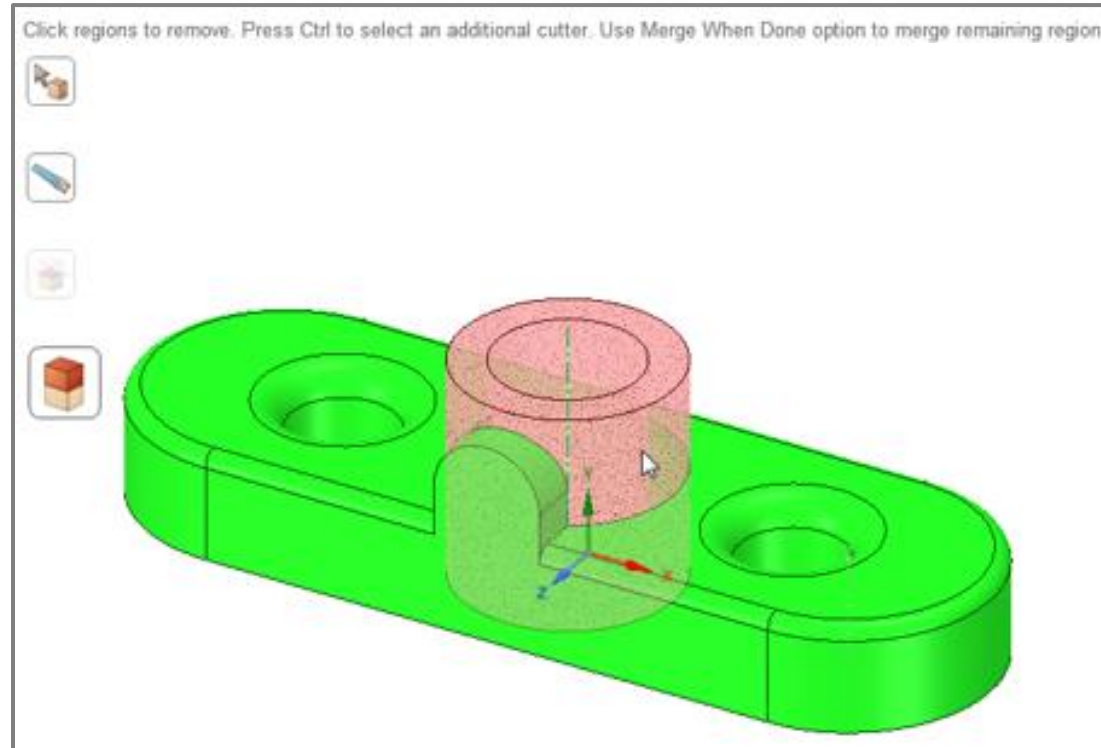 Click regions to remove. Press Ctrl to select an additional cutter. Use Merge When Done option to merge remaining region
Y
X
Z